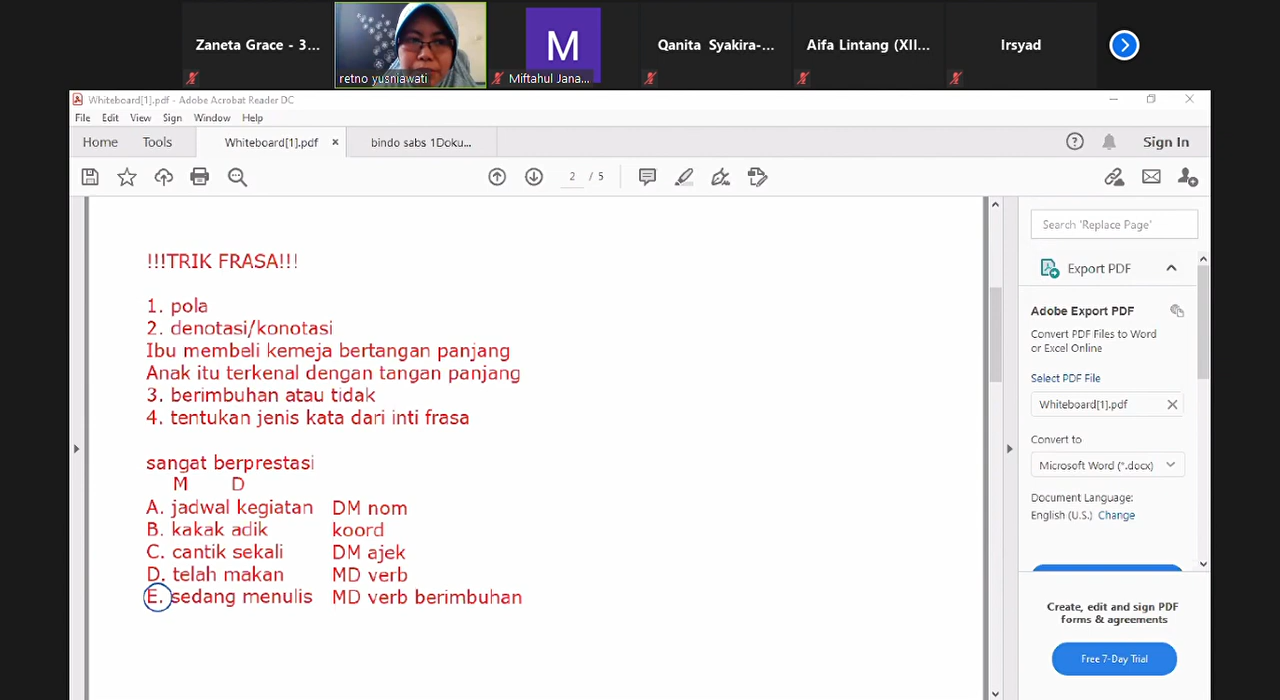 Zaneta Grace - 3...
retno yusniawati
M
Miftahul Jana...
Qanita Syakira-...
Aifa Lintang (XII...
Irsyad
Whiteboard[1].pdf - Adobe Acrobat Reader DC
File Edit View Sign Window Help
Home Tools Whiteboard[1].pdf × bindo sabs 1Doku... Sign In
2 / 5
Search 'Replace Page'
!!!TRIK FRASA!!!
1. pola
2. denotasi/konotasi
Ibu membeli kemeja bertangan panjang
Anak itu terkenal dengan tangan panjang
3. berimbuhan atau tidak
4. tentukan jenis kata dari inti frasa
sangat berprestasi
M D
A. jadwal kegiatan DM nom
B. kakak adik koord
C. cantik sekali DM ajek
D. telah makan MD verb
E. sedang menulis MD verb berimbuhan
Export PDF
Adobe Export PDF
Convert PDF Files to Word
or Excel Online
Select PDF File
Whiteboard[1].pdf
Convert to
Microsoft Word (*.docx)
Document Language:
English (U.S.) Change
Create, edit and sign PDF
forms & agreements
Free 7-Day Trial